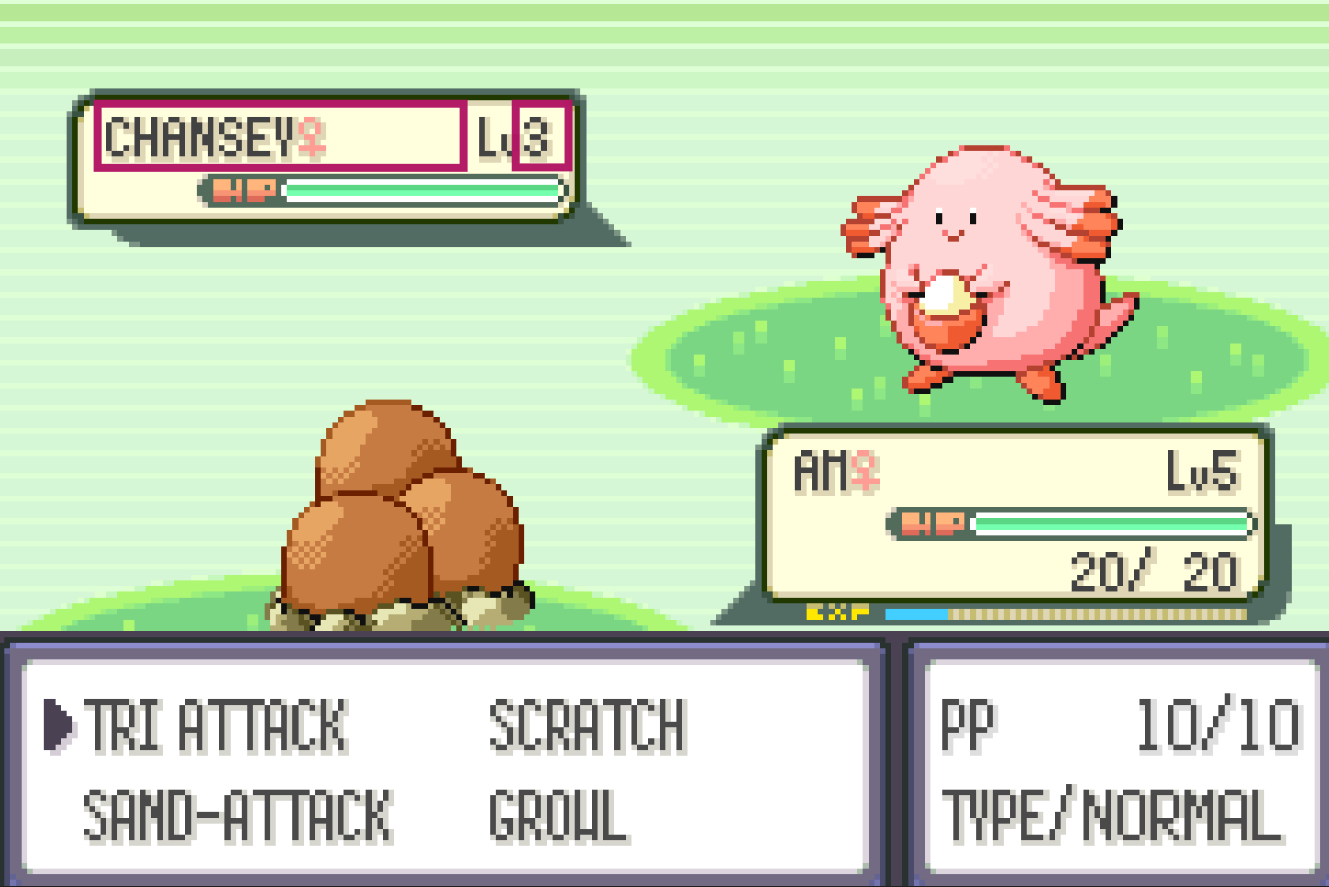 CHANSEY♀ Lv3
HP
AM♀ Lv5
HP
20/ 20
EXP
TRI ATTACK SCRATCH
SAND-ATTACK GROWL
PP 10/10
TYPE/NORMAL